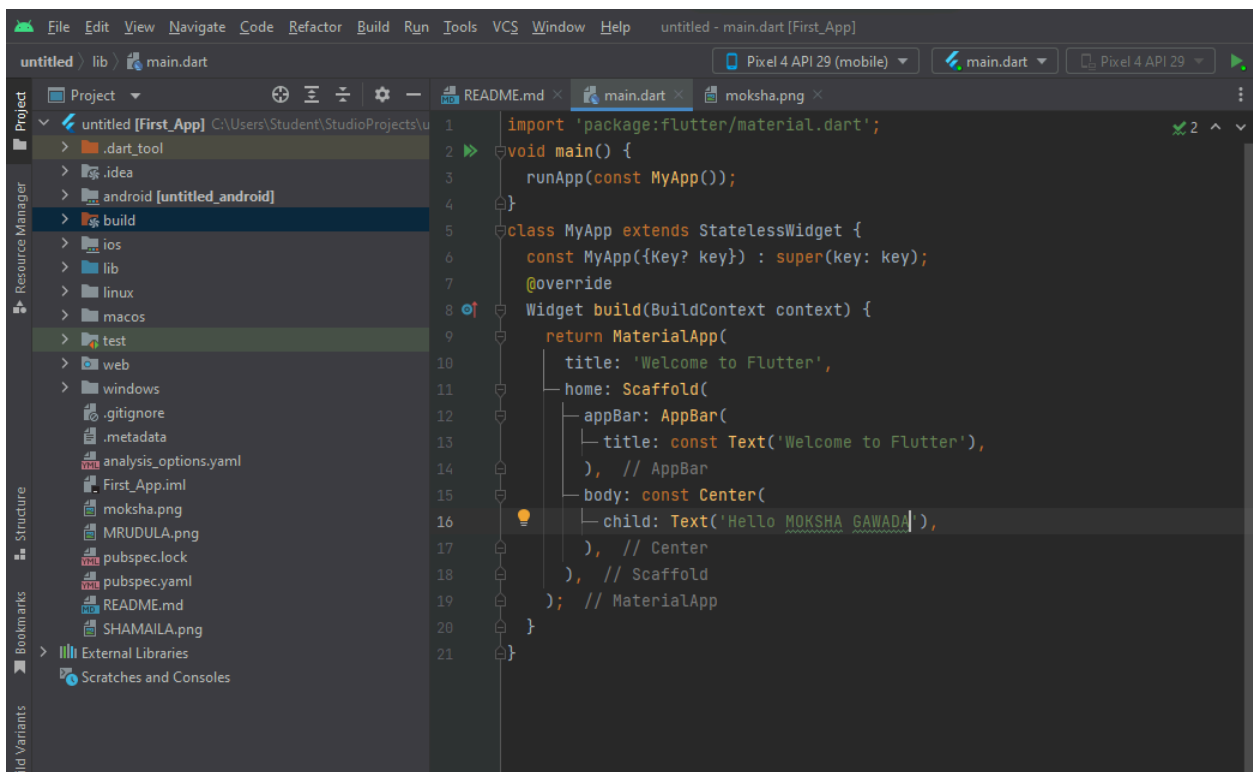 File Edit View Navigate Code Refactor Build Run Tools VCS Window Help untitled - main.dart [First_App]
untitled 〉 lib 〉 main.dart Pixel 4 API 29 (mobile) main.dart Pixel 4 API 29
Project
Resource Manager
Structure
Bookmarks
ld Variants
Project
untitled [First_App] C:\Users\Student\StudioProjects\u
.dart_tool
.idea
android [untitled_android]
build
ios
lib
linux
macos
test
web
windows
.gitignore
.metadata
analysis_options.yaml
First_App.iml
moksha.png
MRUDULA.png
pubspec.lock
pubspec.yaml
README.md
SHAMAILA.png
External Libraries
Scratches and Consoles
README.md main.dart moksha.png
2
1 import 'package:flutter/material.dart';
2 void main() {
3 runApp(const MyApp());
4 }
5 class MyApp extends StatelessWidget {
6 const MyApp({Key? key}) : super(key: key);
7 @override
8 Widget build(BuildContext context) {
9 return MaterialApp(
10 title: 'Welcome to Flutter',
11 home: Scaffold(
12 appBar: AppBar(
13 title: const Text('Welcome to Flutter'),
14 ), // AppBar
15 body: const Center(
16 child: Text('Hello MOKSHA GAWADA'),
17 ), // Center
18 ), // Scaffold
19 ); // MaterialApp
20 }
21 }